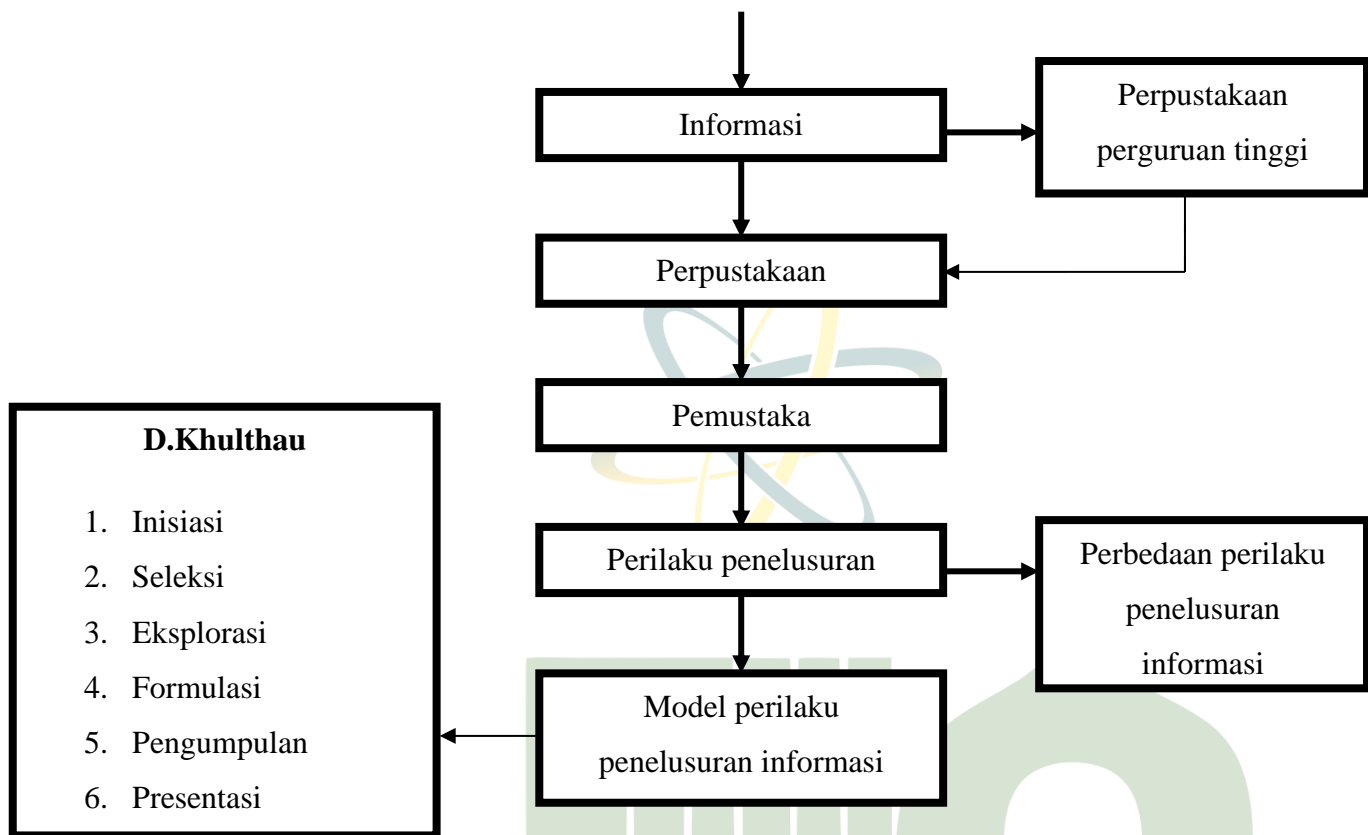 Informasi
Perpustakaan
perguruan tinggi
Perpustakaan
Pemustaka
D.Khulthau
1. Inisiasi
2. Seleksi
3. Eksplorasi
4. Formulasi
5. Pengumpulan
6. Presentasi
Perilaku penelusuran
Perbedaan perilaku
penelusuran
informasi
Model perilaku
penelusuran informasi